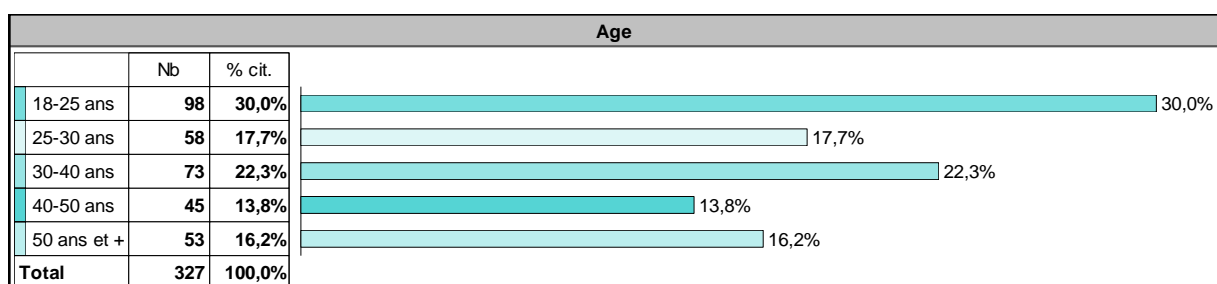 Age
Nb % cit.
18-25 ans 98 30,0% 30,0%
25-30 ans 58 17,7% 17,7%
30-40 ans 73 22,3% 22,3%
40-50 ans 45 13,8% 13,8%
50 ans et + 53 16,2% 16,2%
Total 327 100,0%